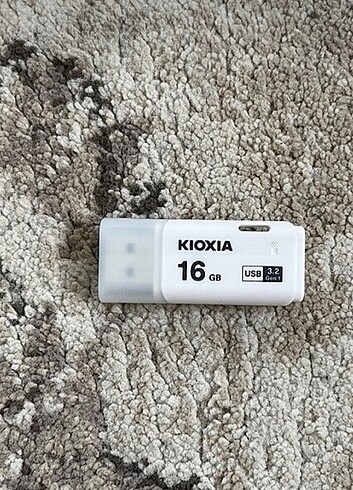 KIOXIA
16 GB
USB 3.2
Gen 1